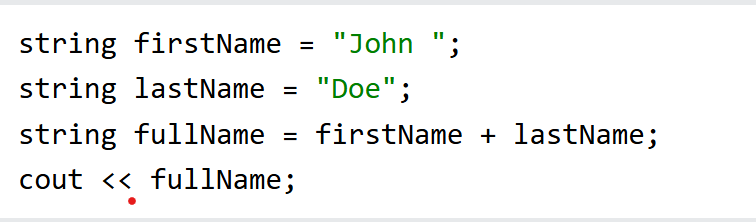 string firstName = "John ";
string lastName = "Doe";
string fullName = firstName + lastName;
cout << fullName;